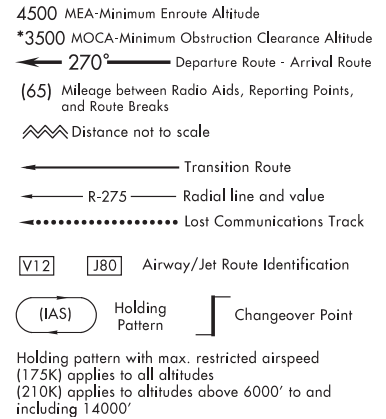 4500 MEA-Minimum Enroute Altitude
*3500 MOCA-Minimum Obstruction Clearance Altitude
270° Departure Route - Arrival Route
(65) Mileage between Radio Aids, Reporting Points,
and Route Breaks
Distance not to scale
Transition Route
R-275 Radial line and value
Lost Communications Track
V12 J80 Airway/Jet Route Identification
(IAS) Holding
Pattern
Changeover Point
Holding pattern with max. restricted airspeed
(175K) applies to all altitudes
(210K) applies to altitudes above 6000' to and
including 14000'